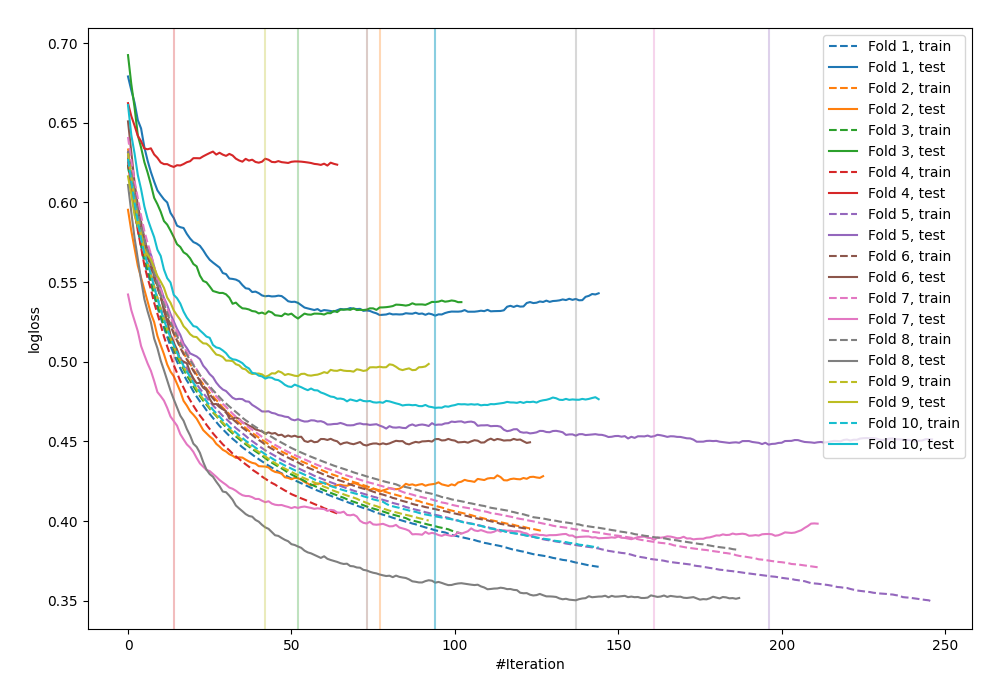 0.70
0.65
0.60
0.55
0.50
0.45
0.40
0.35
logloss
0
50
100
150
200
250
#Iteration
Fold 1, train
Fold 1, test
Fold 2, train
Fold 2, test
Fold 3, train
Fold 3, test
Fold 4, train
Fold 4, test
Fold 5, train
Fold 5, test
Fold 6, train
Fold 6, test
Fold 7, train
Fold 7, test
Fold 8, train
Fold 8, test
Fold 9, train
Fold 9, test
Fold 10, train
Fold 10, test